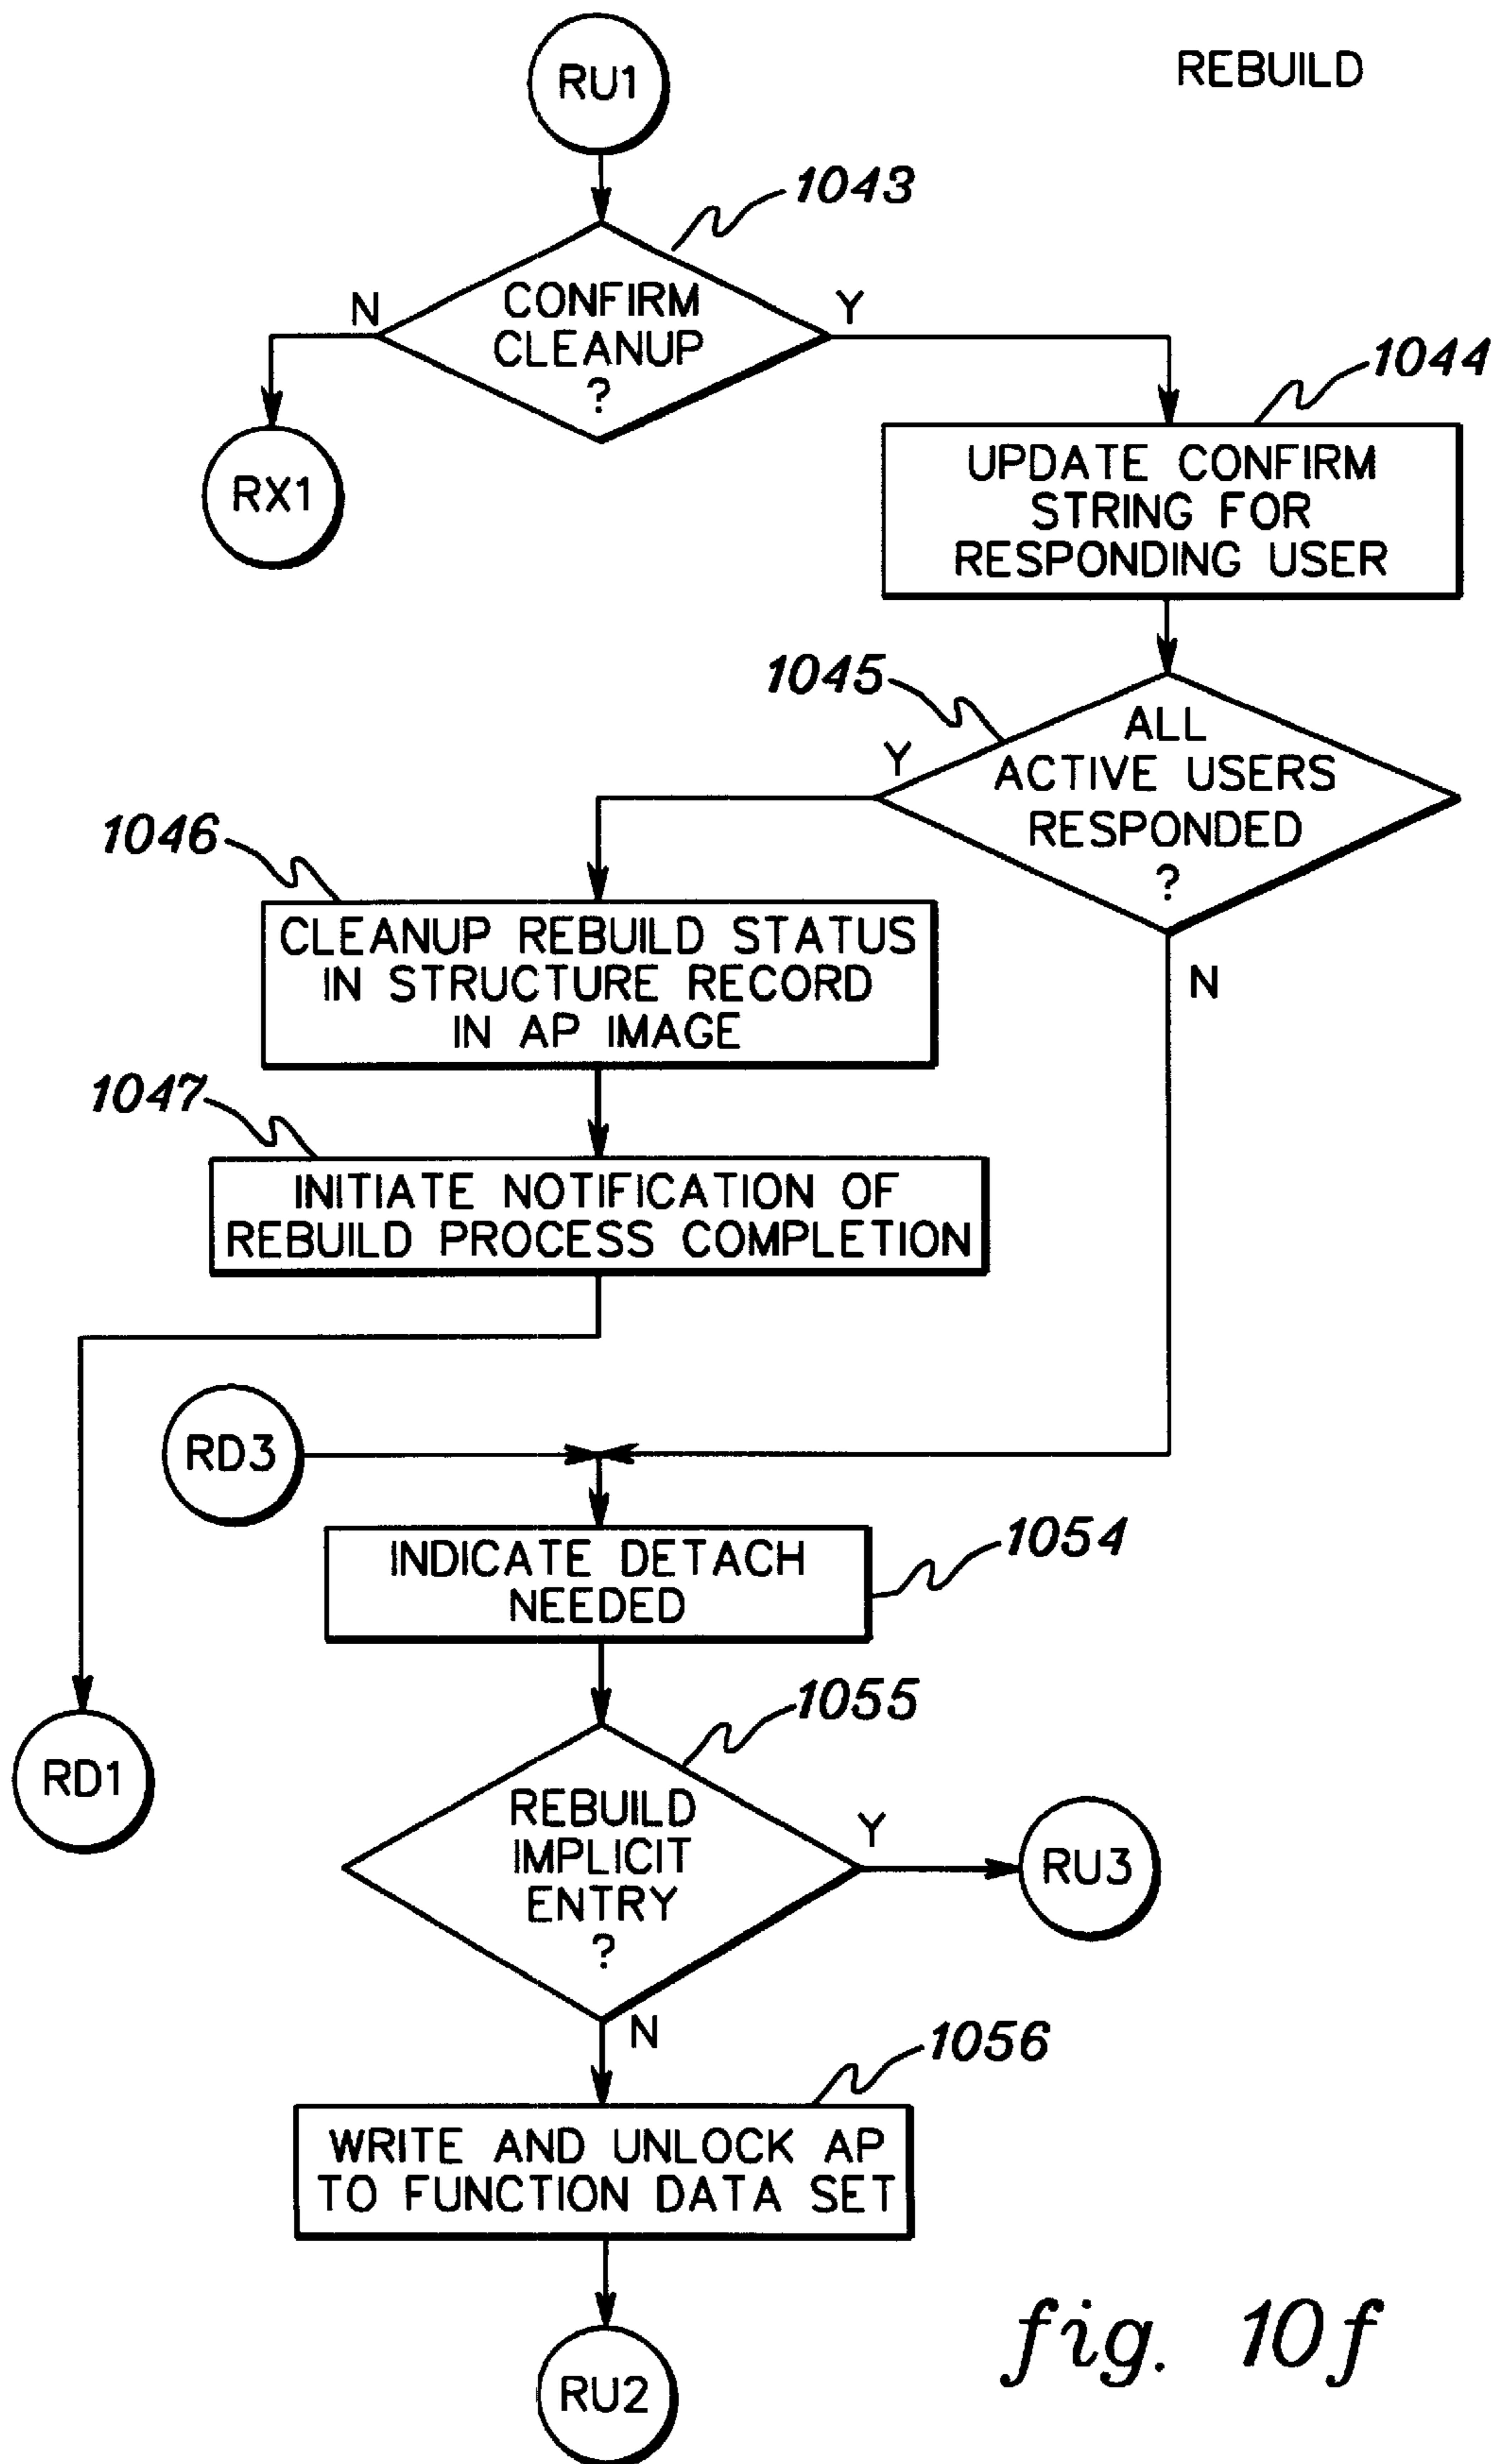 REBUILD
RU1
1043
CONFIRM
CLEANUP
?
N
Y
RX1
1044
UPDATE CONFIRM
STRING FOR
RESPONDING USER
1045
ALL
ACTIVE USERS
RESPONDED
?
Y
N
1046
CLEANUP REBUILD STATUS
IN STRUCTURE RECORD
IN AP IMAGE
1047
INITIATE NOTIFICATION OF
REBUILD PROCESS COMPLETION
RD3
1054
INDICATE DETACH
NEEDED
RD1
1055
REBUILD
IMPLICIT
ENTRY
?
Y
RU3
N
1056
WRITE AND UNLOCK AP
TO FUNCTION DATA SET
RU2
fig. 10f